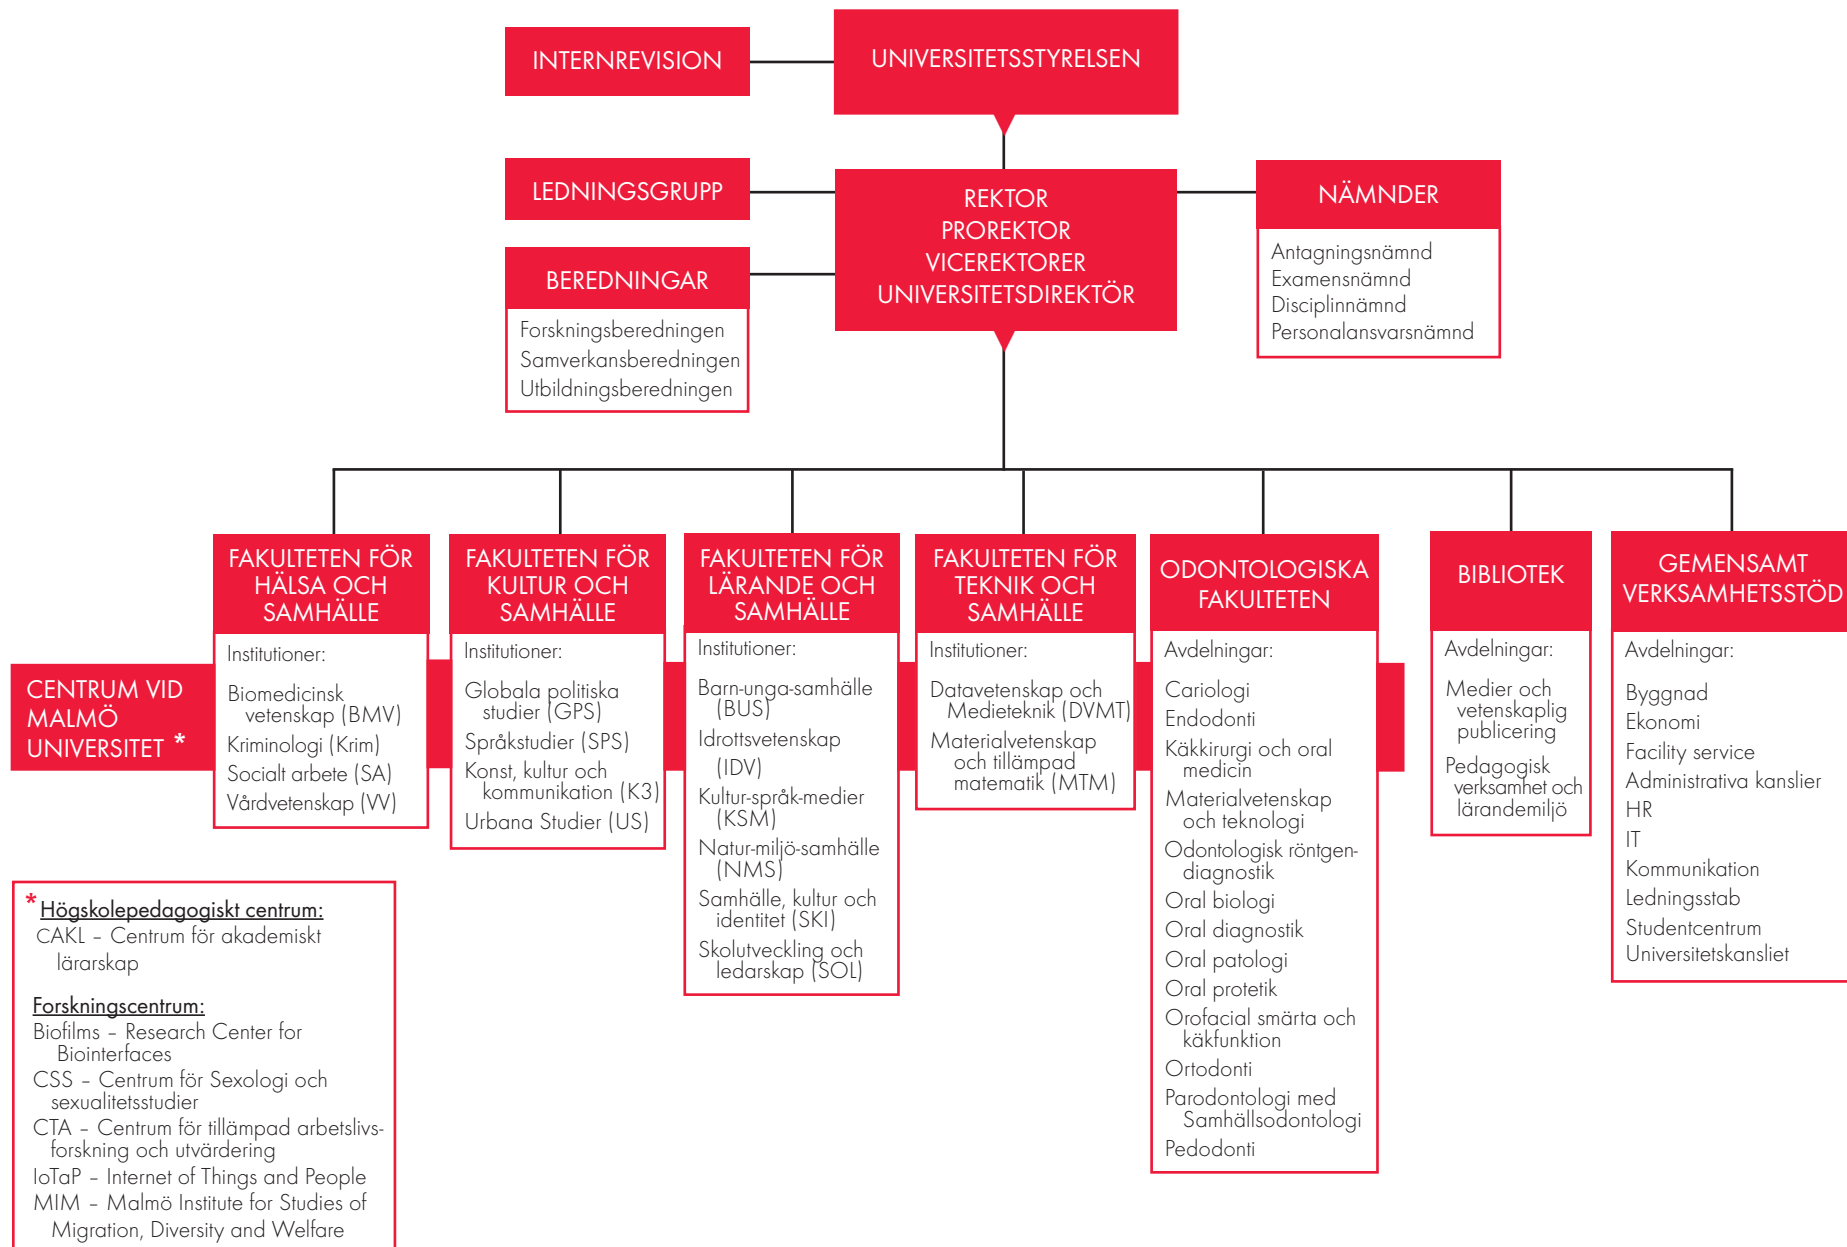 INTERNREVISION
UNIVERSITETSSTYRELSEN
LEDNINGSGRUPP
REKTOR
PROREKTOR
VICEREKTORER
UNIVERSITETSDIREKTÖR
NÄMNDER
Antagningsnämnd
Examensnämnd
Disciplinnämnd
Personalansvarsnämnd
BEREDNINGAR
Forskningsberedningen
Samverkansberedningen
Utbildningsberedningen
CENTRUM VID
MALMÖ
UNIVERSITET *
FAKULTETEN FÖR
HÄLSA OCH
SAMHÄLLE
Institutioner:
Biomedicinsk
vetenskap (BMV)
Kriminologi (Krim)
Socialt arbete (SA)
Vårdvetenskap (VV)
FAKULTETEN FÖR
KULTUR OCH
SAMHÄLLE
Institutioner:
Globala politiska
studier (GPS)
Språkstudier (SPS)
Konst, kultur och
kommunikation (K3)
Urbana Studier (US)
FAKULTETEN FÖR
LÄRANDE OCH
SAMHÄLLE
Institutioner:
Barn-unga-samhälle
(BUS)
Idrottsvetenskap
(IDV)
Kultur-språk-medier
(KSM)
Natur-miljö-samhälle
(NMS)
Samhälle, kultur och
identitet (SKI)
Skolutveckling och
ledarskap (SOL)
FAKULTETEN FÖR
TEKNIK OCH
SAMHÄLLE
Institutioner:
Datavetenskap och
Medieteknik (DVMT)
Materialvetenskap
och tillämpad
matematik (MTM)
ODONTOLOGISKA
FAKULTETEN
Avdelningar:
Cariologi
Endodonti
Käkkirurgi och oral
medicin
Materialvetenskap
och teknologi
Odontologisk röntgen-
diagnostik
Oral biologi
Oral diagnostik
Oral patologi
Oral protetik
Orofacial smärta och
käkfunktion
Ortodonti
Parodontologi med
Samhällsodontologi
Pedodonti
BIBLIOTEK
Avdelningar:
Medier och
vetenskaplig
publicering
Pedagogisk
verksamhet och
lärandemiljö
GEMENSAMT
VERKSAMHETSSTÖD
Avdelningar:
Byggnad
Ekonomi
Facility service
Administrativa kanslier
HR
IT
Kommunikation
Ledningsstab
Studentcentrum
Universitetskansliet
* Högskolepedagogiskt centrum:
CAKL – Centrum för akademiskt
lärarskap
Forskningscentrum:
Biofilms – Research Center for
Biointerfaces
CSS – Centrum för Sexologi och
sexualitetsstudier
CTA – Centrum för tillämpad arbetslivs-
forskning och utvärdering
IoTaP – Internet of Things and People
MIM – Malmö Institute for Studies of
Migration, Diversity and Welfare